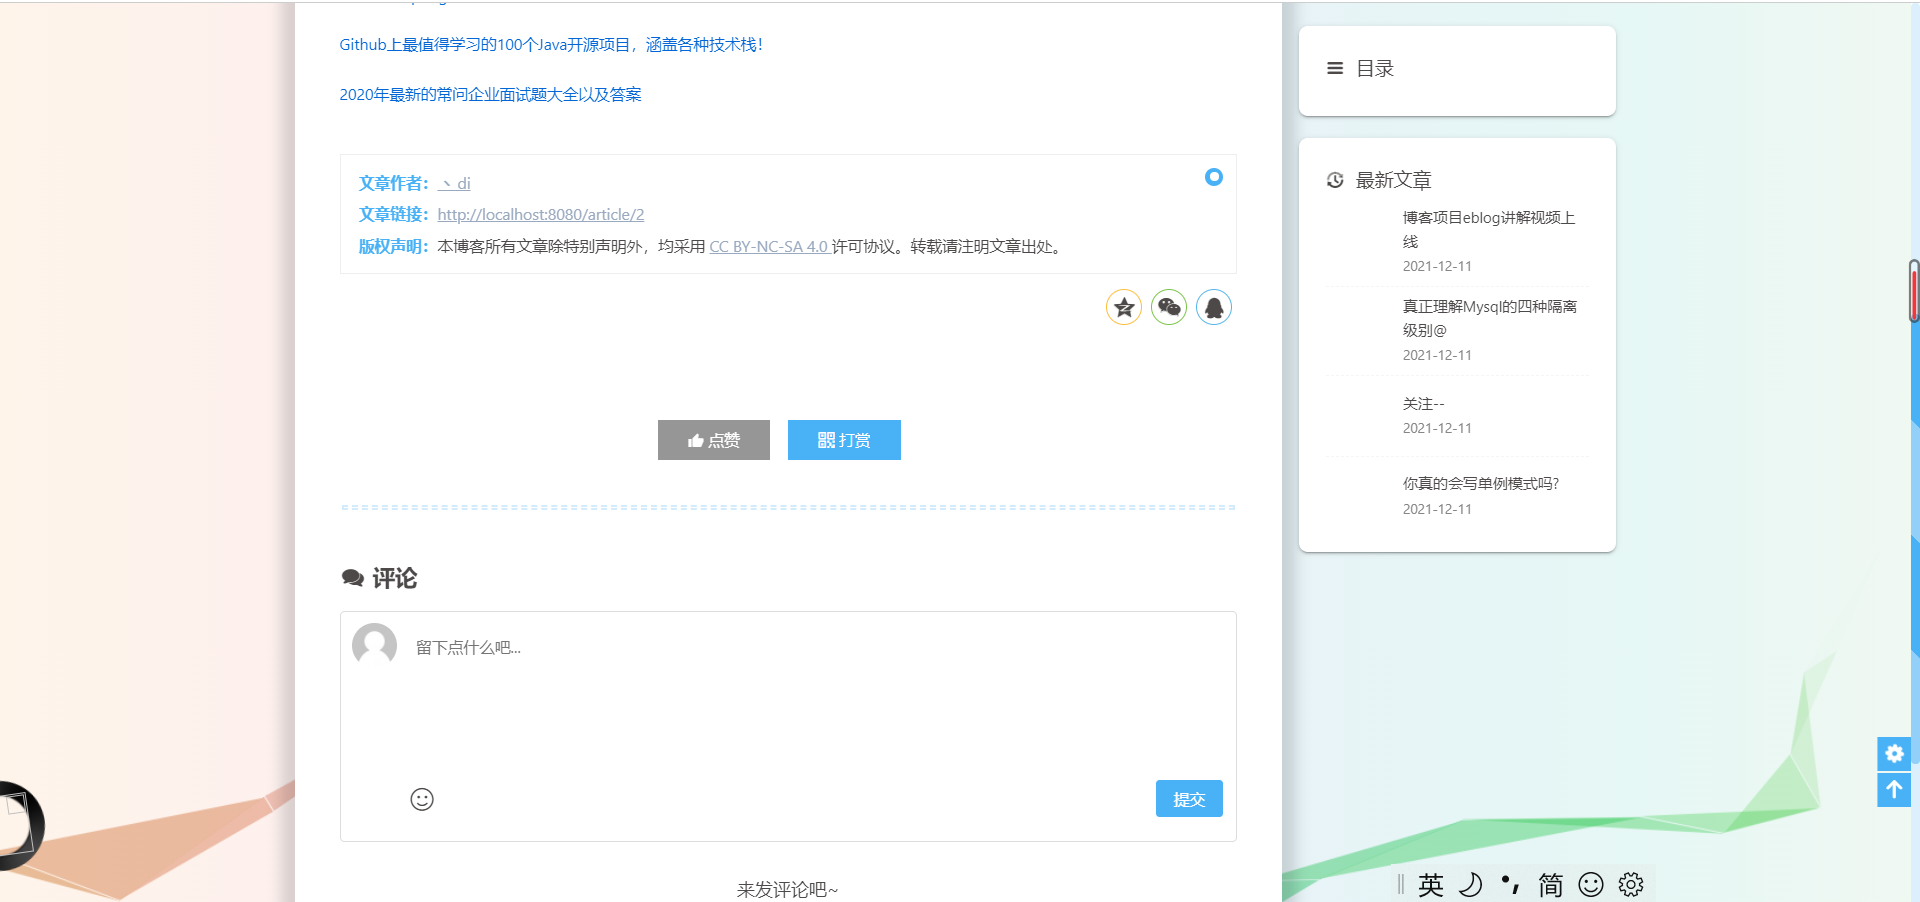 Github上最值得学习的100个Java开源项目，涵盖各种技术栈！
2020年最新的常问企业面试题大全以及答案
文章作者：丶di
文章链接：http://localhost:8080/article/2
版权声明：本博客所有文章除特别声明外，均采用 CC BY-NC-SA 4.0 许可协议。转载请注明文章出处。
点赞
打赏
评论
留下点什么吧...
提交
来发评论吧~
目录
最新文章
博客项目eblog讲解视频上
线
2021-12-11
真正理解Mysql的四种隔离
级别@
2021-12-11
关注--
2021-12-11
你真的会写单例模式吗?
2021-12-11
英 简